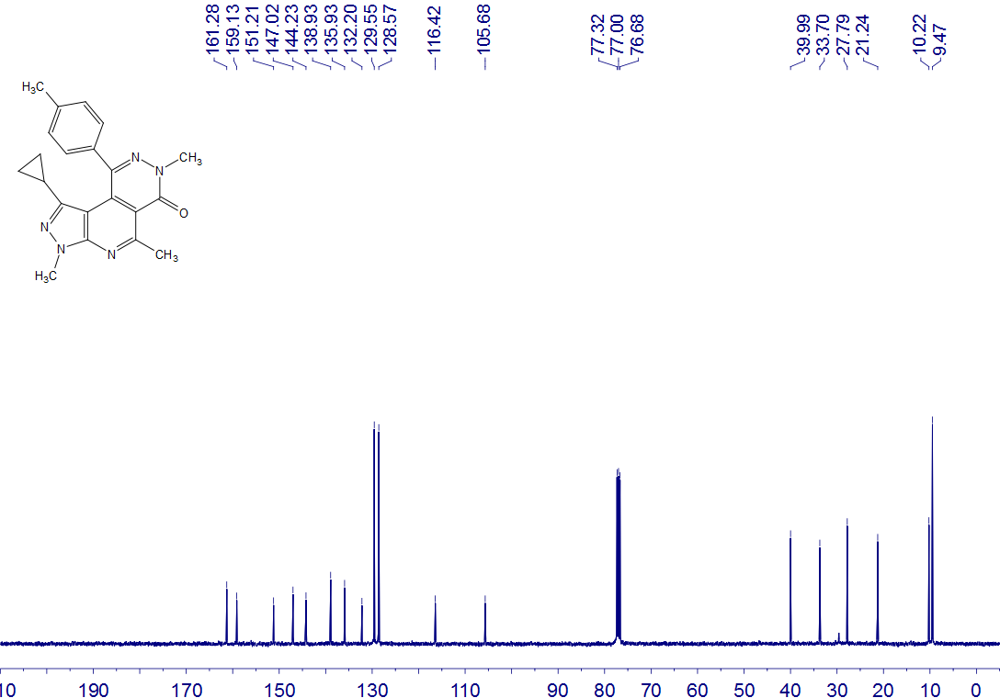 161.28
159.13
151.21
147.02
144.23
138.93
135.93
132.20
129.55
128.57
116.42
105.68
77.32
77.00
76.68
39.99
33.70
27.79
21.24
10.22
9.47
H3C
N
N
CH3
O
N
N
N
CH3
H3C
10 190 170 150 130 110 90 80 70 60 50 40 30 20 10 0